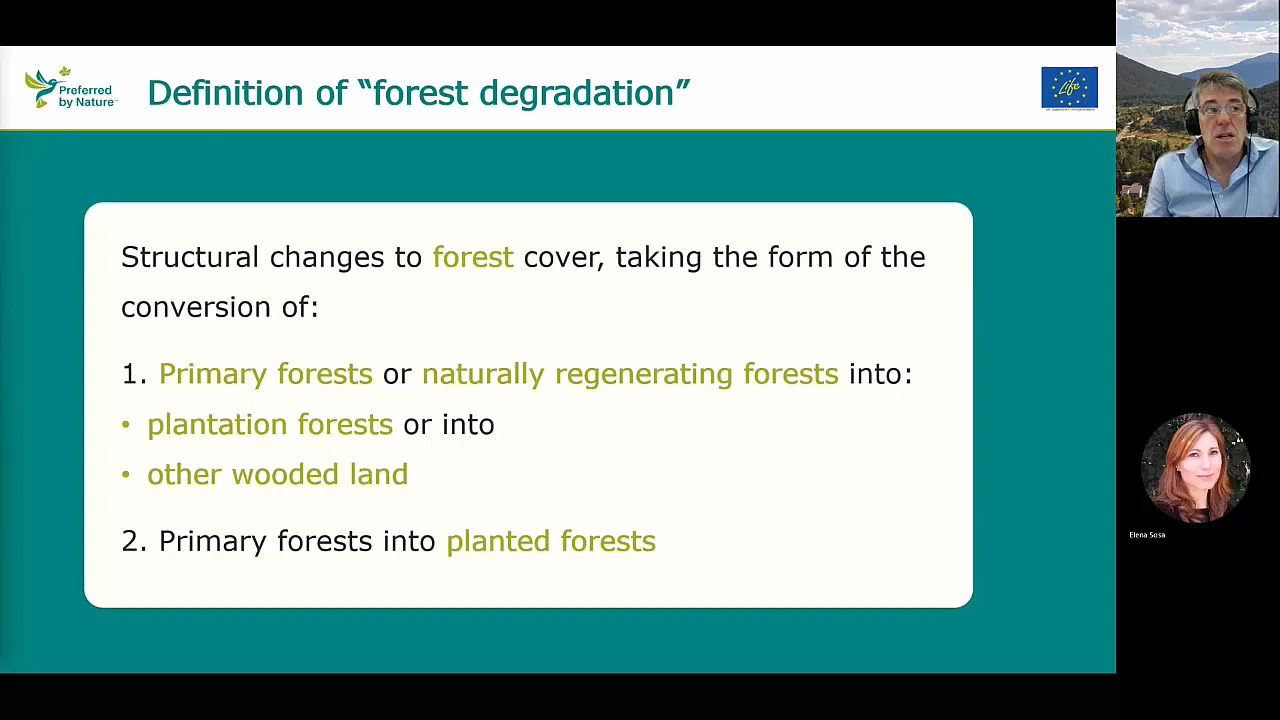 Preferred
by Nature™
Definition of “forest degradation”
Life
Structural changes to forest cover, taking the form of the
conversion of:
1. Primary forests or naturally regenerating forests into:
• plantation forests or into
• other wooded land
2. Primary forests into planted forests
Elena Sosa